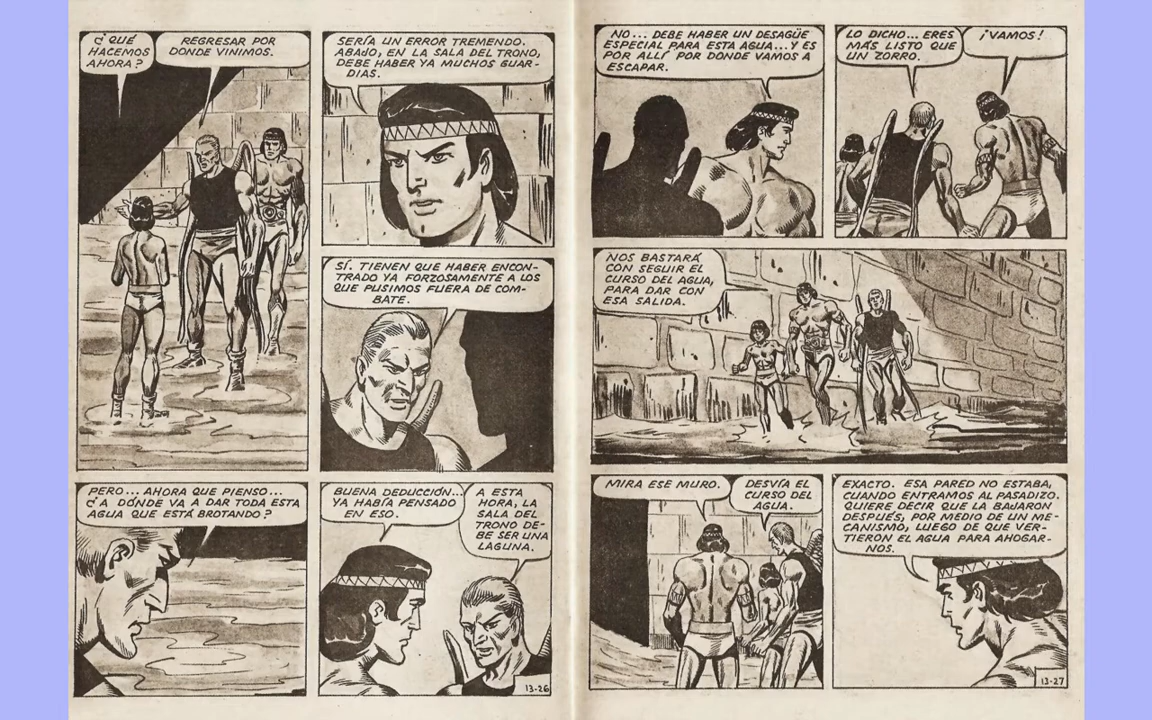 ¿QUÉ
HACEMOS
AHORA?
REGRESAR POR
DONDE VINIMOS.
SERÍA UN ERROR TREMENDO.
ABAJO, EN LA SALA DEL TRONO,
DEBE HABER YA MUCHOS GUAR-
DIAS.
SÍ. TIENEN QUE HABER ENCON-
TRADO YA FORZOSAMENTE A LOS
QUE PUSIMOS FUERA DE COM-
BATE.
PERO... AHORA QUE PIENSO...
¿A DÓNDE VA A DAR TODA ESTA
AGUA QUE ESTÁ BROTANDO?
BUENA DEDUCCIÓN...
YA HABÍA PENSADO
EN ESO.
A ESTA
HORA, LA
SALA DEL
TRONO DE-
BE SER UNA
LAGUNA.
13-26
NO... DEBE HABER UN DESAGÜE
ESPECIAL PARA ESTA AGUA...Y ES
POR ALLÍ POR DONDE VAMOS A
ESCAPAR.
LO DICHO... ERES
MÁS LISTO QUE
UN ZORRO.
¡VAMOS!
NOS BASTARÁ
CON SEGUIR EL
CURSO DEL AGUA,
PARA DAR CON
ESA SALIDA.
MIRA ESE MURO.
DESVÍA EL
CURSO DEL
AGUA.
EXACTO. ESA PARED NO ESTABA,
CUANDO ENTRAMOS AL PASADIZO.
QUIERE DECIR QUE LA BAJARON
DESPUÉS, POR MEDIO DE UN ME-
CANISMO, LUEGO DE QUE VER-
TIERON EL AGUA PARA AHOGAR-
NOS.
13-27